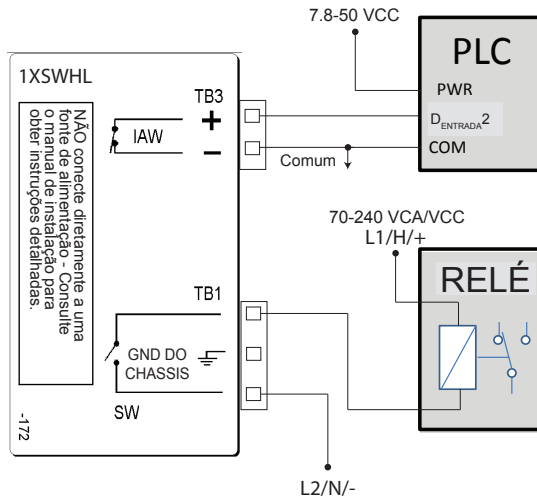 7.8-50 VCC
PLC
PWR
D ENTRADA 2
COM
1XSWHL
TB3
+
IAW
–
Comum
NÃO conecte diretamente a uma
fonte de alimentação - Consulte
o manual de instalação para
obter instruções detalhadas.
70-240 VCA/VCC
L1/H/+
RELÉ
TB1
GND DO
CHASSIS
SW
-172
L2/N/-